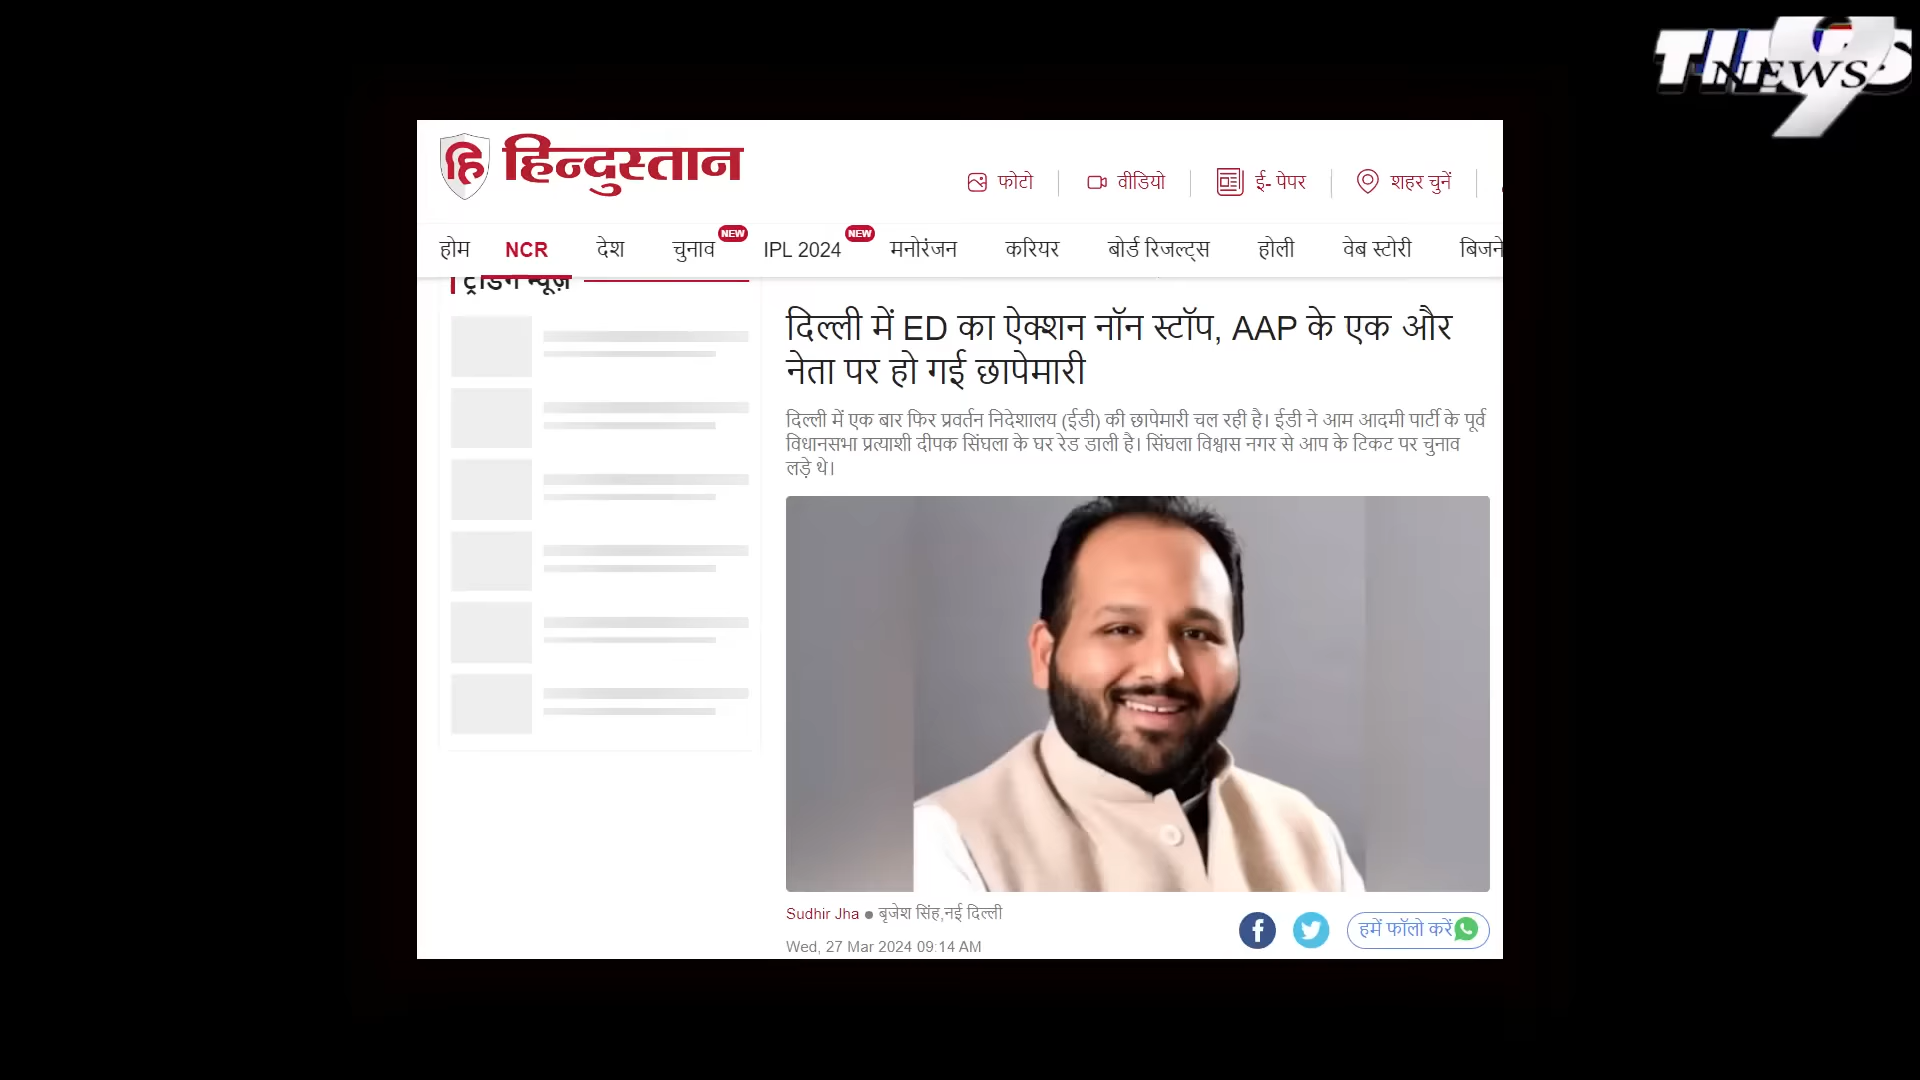 TIMES
NEWS
9
हि हिन्दुस्तान
फोटो
वीडियो
ई- पेपर
शहर चुनें
होम
NCR
देश
चुनाव
NEW
IPL 2024
NEW
मनोरंजन
करियर
बोर्ड रिजल्ट्स
होली
वेब स्टोरी
बिजने
ट्रेंडिंग न्यूज़
दिल्ली में ED का ऐक्शन नॉन स्टॉप, AAP के एक और
नेता पर हो गई छापेमारी
दिल्ली में एक बार फिर प्रवर्तन निदेशालय (ईडी) की छापेमारी चल रही है। ईडी ने आम आदमी पार्टी के पूर्व
विधानसभा प्रत्याशी दीपक सिंघला के घर रेड डाली है। सिंघला विश्वास नगर से आप के टिकट पर चुनाव
लड़े थे।
Sudhir Jha ● बृजेश सिंह,नई दिल्ली
Wed, 27 Mar 2024 09:14 AM
हमें फॉलो करें